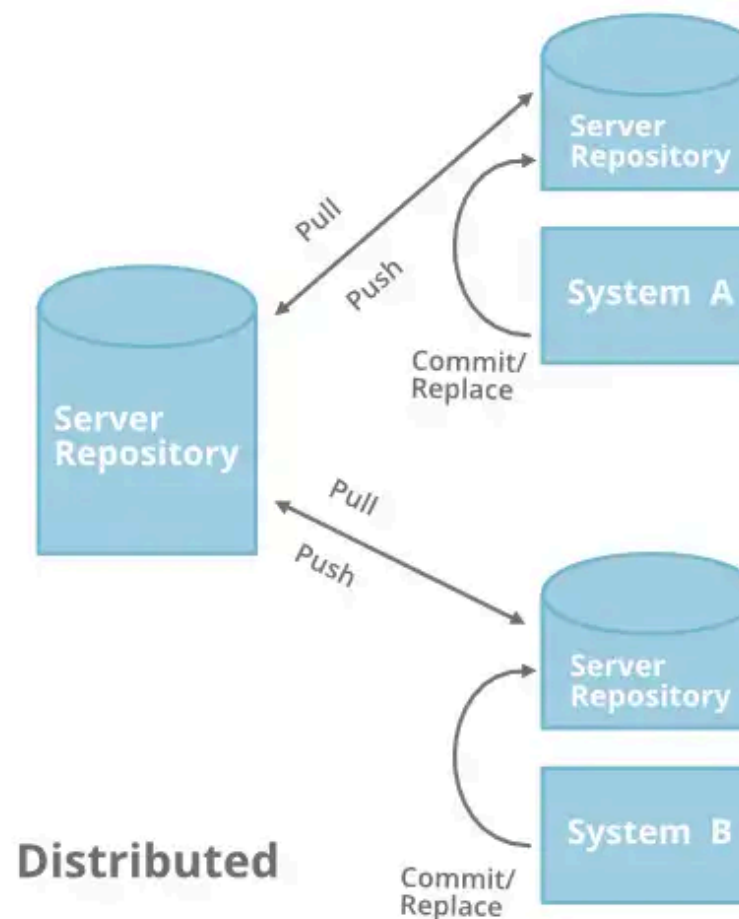 Server
Repository
Pull
Push
System A
Commit/
Replace
Server
Repository
Pull
Push
Server
Repository
System B
Commit/
Replace
Distributed